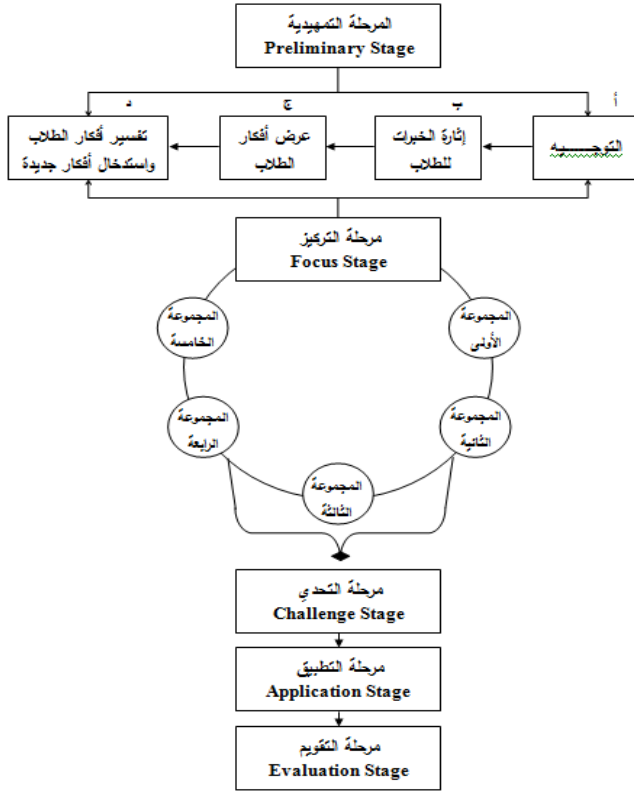 المرحلة التمهيدية
Preliminary Stage
أ
ب
ج
د
التوجـــــيه
إثارة الخبرات
للطلاب
عرض أفكار
الطلاب
تفسير أفكار الطلاب
واستدخال أفكار جديدة
مرحلة التركيز
Focus Stage
المجموعة
الأولى
المجموعة
الثانية
المجموعة
الثالثة
المجموعة
الرابعة
المجموعة
الخامسة
مرحلة التحدي
Challenge Stage
مرحلة التطبيق
Application Stage
مرحلة التقويم
Evaluation Stage